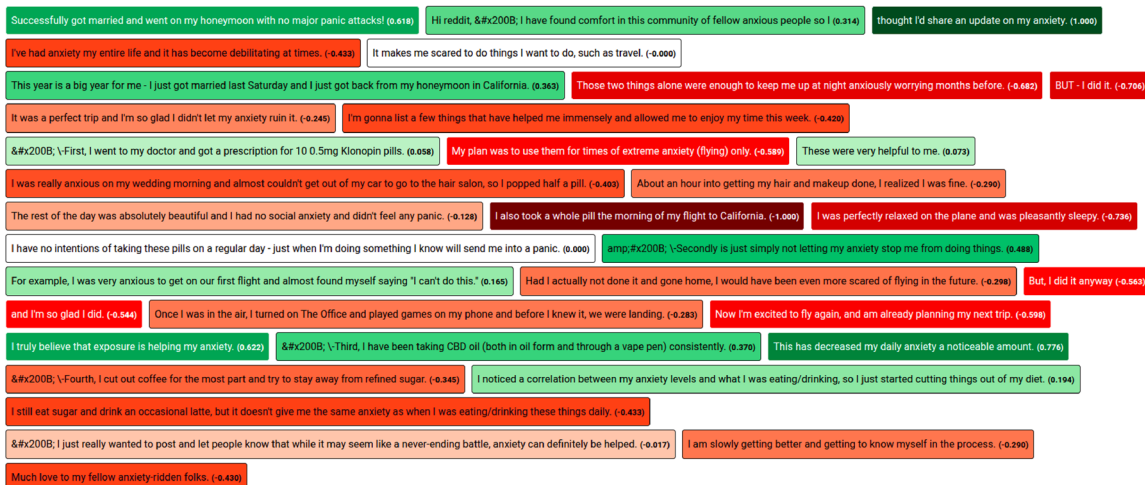 Successfully got married and went on my honeymoon with no major panic attacks! (0.618) Hi reddit, &#x200B; I have found comfort in this community of fellow anxious people so I (0.314) thought I'd share an update on my anxiety. (1.000)
I've had anxiety my entire life and it has become debilitating at times. (-0.433) It makes me scared to do things I want to do, such as travel. (-0.000)
This year is a big year for me - I just got married last Saturday and I just got back from my honeymoon in California. (0.363) Those two things alone were enough to keep me up at night anxiously worrying months before. (-0.682) BUT - I did it. (-0.706)
It was a perfect trip and I'm so glad I didn't let my anxiety ruin it. (-0.245) I'm gonna list a few things that have helped me immensely and allowed me to enjoy my time this week. (-0.420)
&#x200B; \-First, I went to my doctor and got a prescription for 10 0.5mg Klonopin pills. (0.058) My plan was to use them for times of extreme anxiety (flying) only. (-0.589) These were very helpful to me. (0.073)
I was really anxious on my wedding morning and almost couldn't get out of my car to go to the hair salon, so I popped half a pill. (-0.403) About an hour into getting my hair and makeup done, I realized I was fine. (-0.290)
The rest of the day was absolutely beautiful and I had no social anxiety and didn't feel any panic. (-0.128) I also took a whole pill the morning of my flight to California. (-1.000) I was perfectly relaxed on the plane and was pleasantly sleepy. (-0.736)
I have no intentions of taking these pills on a regular day - just when I'm doing something I know will send me into a panic. (0.000) amp;#x200B; \-Secondly is just simply not letting my anxiety stop me from doing things. (0.488)
For example, I was very anxious to get on our first flight and almost found myself saying "I can't do this." (0.165) Had I actually not done it and gone home, I would have been even more scared of flying in the future. (-0.298) But, I did it anyway (-0.563)
and I'm so glad I did. (-0.544) Once I was in the air, I turned on The Office and played games on my phone and before I knew it, we were landing. (-0.283) Now I'm excited to fly again, and am already planning my next trip. (-0.598)
I truly believe that exposure is helping my anxiety. (0.622) &#x200B; \-Third, I have been taking CBD oil (both in oil form and through a vape pen) consistently. (0.370) This has decreased my daily anxiety a noticeable amount. (0.776)
&#x200B; \-Fourth, I cut out coffee for the most part and try to stay away from refined sugar. (-0.345) I noticed a correlation between my anxiety levels and what I was eating/drinking, so I just started cutting things out of my diet. (0.194)
I still eat sugar and drink an occasional latte, but it doesn't give me the same anxiety as when I was eating/drinking these things daily. (-0.433)
&#x200B; I just really wanted to post and let people know that while it may seem like a never-ending battle, anxiety can definitely be helped. (-0.017) I am slowly getting better and getting to know myself in the process. (-0.290)
Much love to my fellow anxiety-ridden folks. (-0.430)